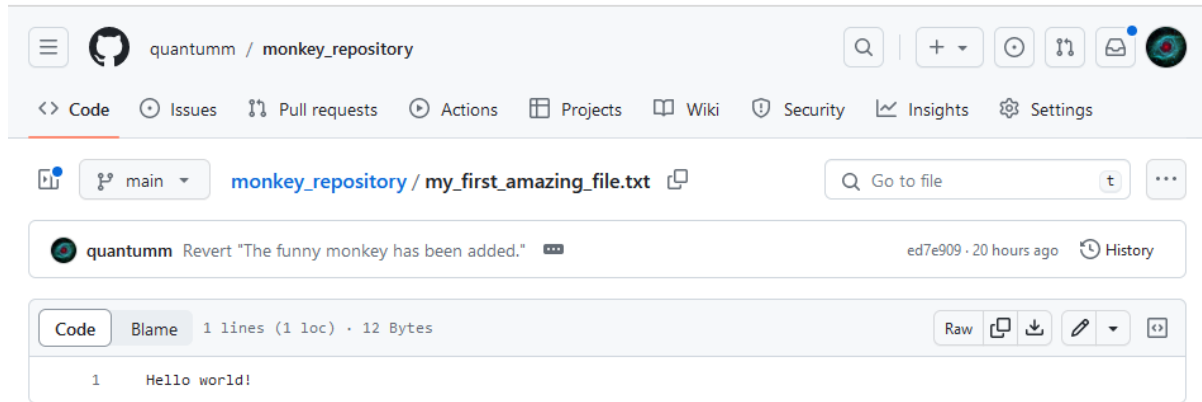 quantumm / monkey_repository
Code Issues Pull requests Actions Projects Wiki Security Insights Settings
main monkey_repository / my_first_amazing_file.txt Go to file t
quantumm Revert "The funny monkey has been added." ed7e909 · 20 hours ago History
Code Blame 1 lines (1 loc) · 12 Bytes Raw
1 Hello world!